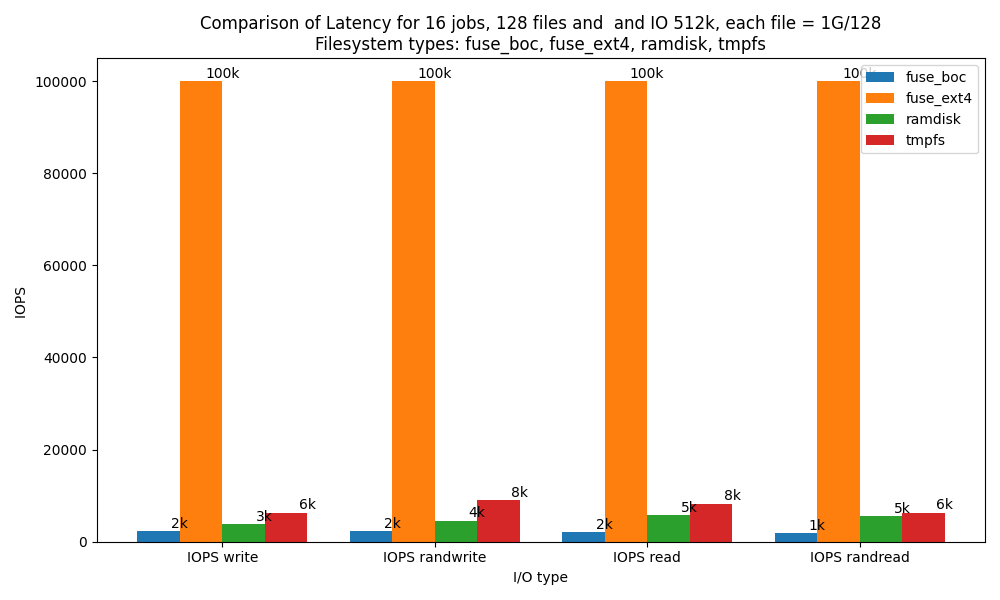 Comparison of Latency for 16 jobs, 128 files and  and IO 512k, each file = 1G/128
Filesystem types: fuse_boc, fuse_ext4, ramdisk, tmpfs
fuse_boc
fuse_ext4
ramdisk
tmpfs
IOPS
100000
80000
60000
40000
20000
0
2k
100k
3k
6k
2k
100k
4k
8k
2k
100k
5k
8k
1k
100k
5k
6k
IOPS write
IOPS randwrite
IOPS read
IOPS randread
I/O type